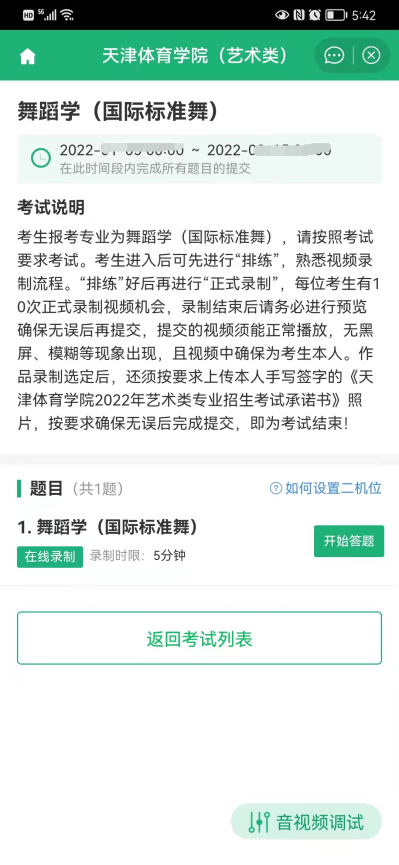 HD 5G 5:42
天津体育学院（艺术类）
舞蹈学（国际标准舞）
2022- ~ 2022-
在此时间段内完成所有题目的提交
考试说明
考生报考专业为舞蹈学（国际标准舞），请按照考试
要求考试。考生进入后可先进行“排练”，熟悉视频录
制流程。“排练”好后再进行“正式录制”，每位考生有1
0次正式录制视频机会，录制结束后请务必进行预览
确保无误后再提交，提交的视频须能正常播放，无黑
屏、模糊等现象出现，且视频中确保为考生本人。作
品录制选定后，还须按要求上传本人手写签字的《天
津体育学院2022年艺术类专业招生考试承诺书》照
片，按要求确保无误后完成提交，即为考试结束！
题目（共1题） 如何设置二机位
1. 舞蹈学（国际标准舞）
开始答题
在线录制 录制时限：5分钟
返回考试列表
音视频调试